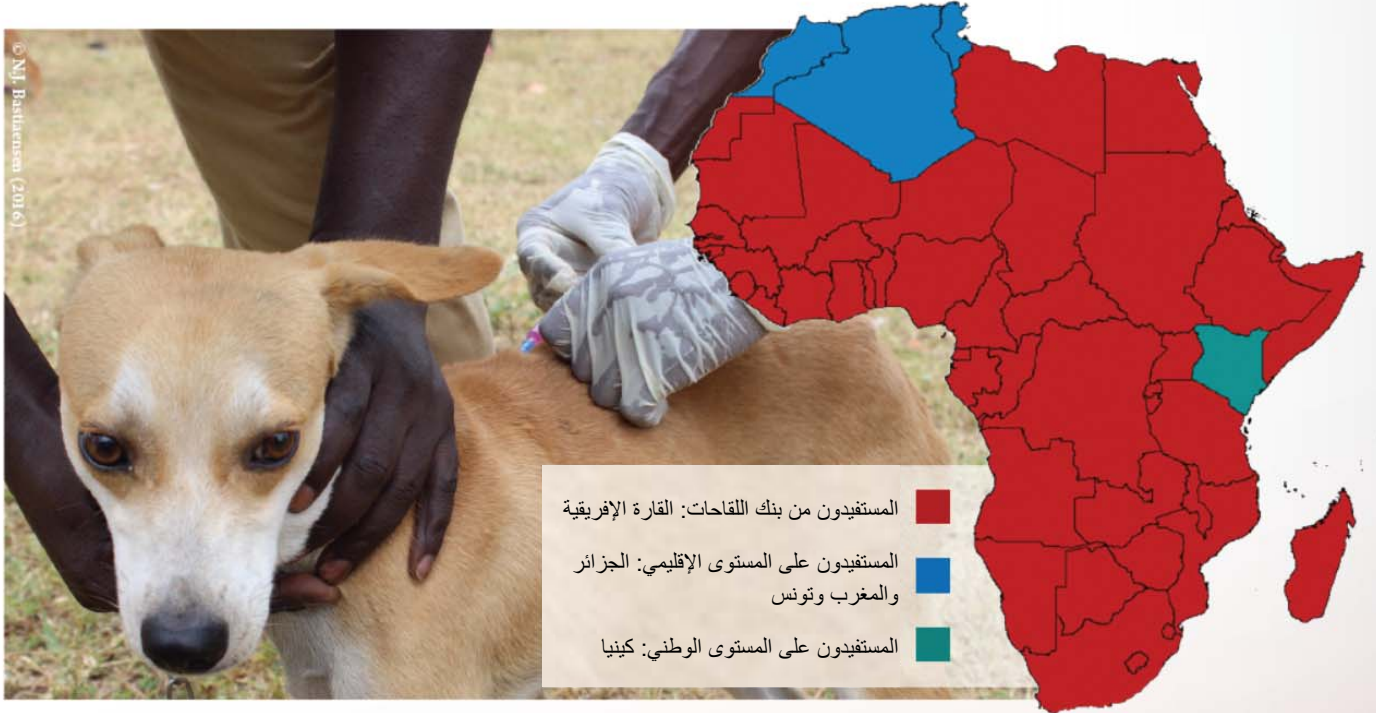 © N.J. Bastiaensen (2016)
المستفيدون من بنك اللقاحات: القارة الإفريقية
المستفيدون على المستوى الإقليمي: الجزائر
والمغرب وتونس
المستفيدون على المستوى الوطني: كينيا